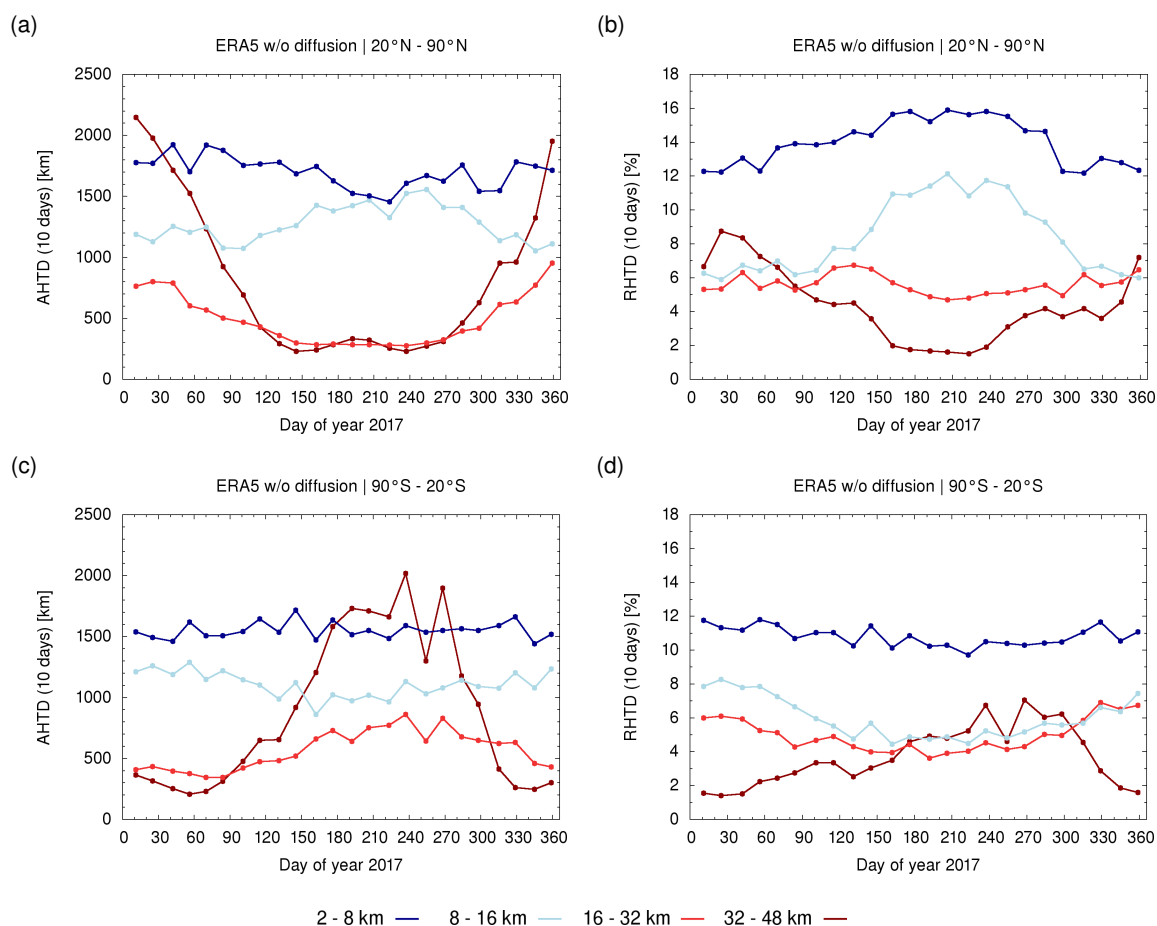 (a)
ERA5 w/o diffusion | 20°N - 90°N
AHTD (10 days) [km]
2500
2000
1500
1000
500
0
0 30 60 90 120 150 180 210 240 270 300 330 360
Day of year 2017
(b)
ERA5 w/o diffusion | 20°N - 90°N
RHTD (10 days) [%]
18
16
14
12
10
8
6
4
2
0
0 30 60 90 120 150 180 210 240 270 300 330 360
Day of year 2017
(c)
ERA5 w/o diffusion | 90°S - 20°S
AHTD (10 days) [km]
2500
2000
1500
1000
500
0
0 30 60 90 120 150 180 210 240 270 300 330 360
Day of year 2017
(d)
ERA5 w/o diffusion | 90°S - 20°S
RHTD (10 days) [%]
18
16
14
12
10
8
6
4
2
0
0 30 60 90 120 150 180 210 240 270 300 330 360
Day of year 2017
2 - 8 km 8 - 16 km 16 - 32 km 32 - 48 km